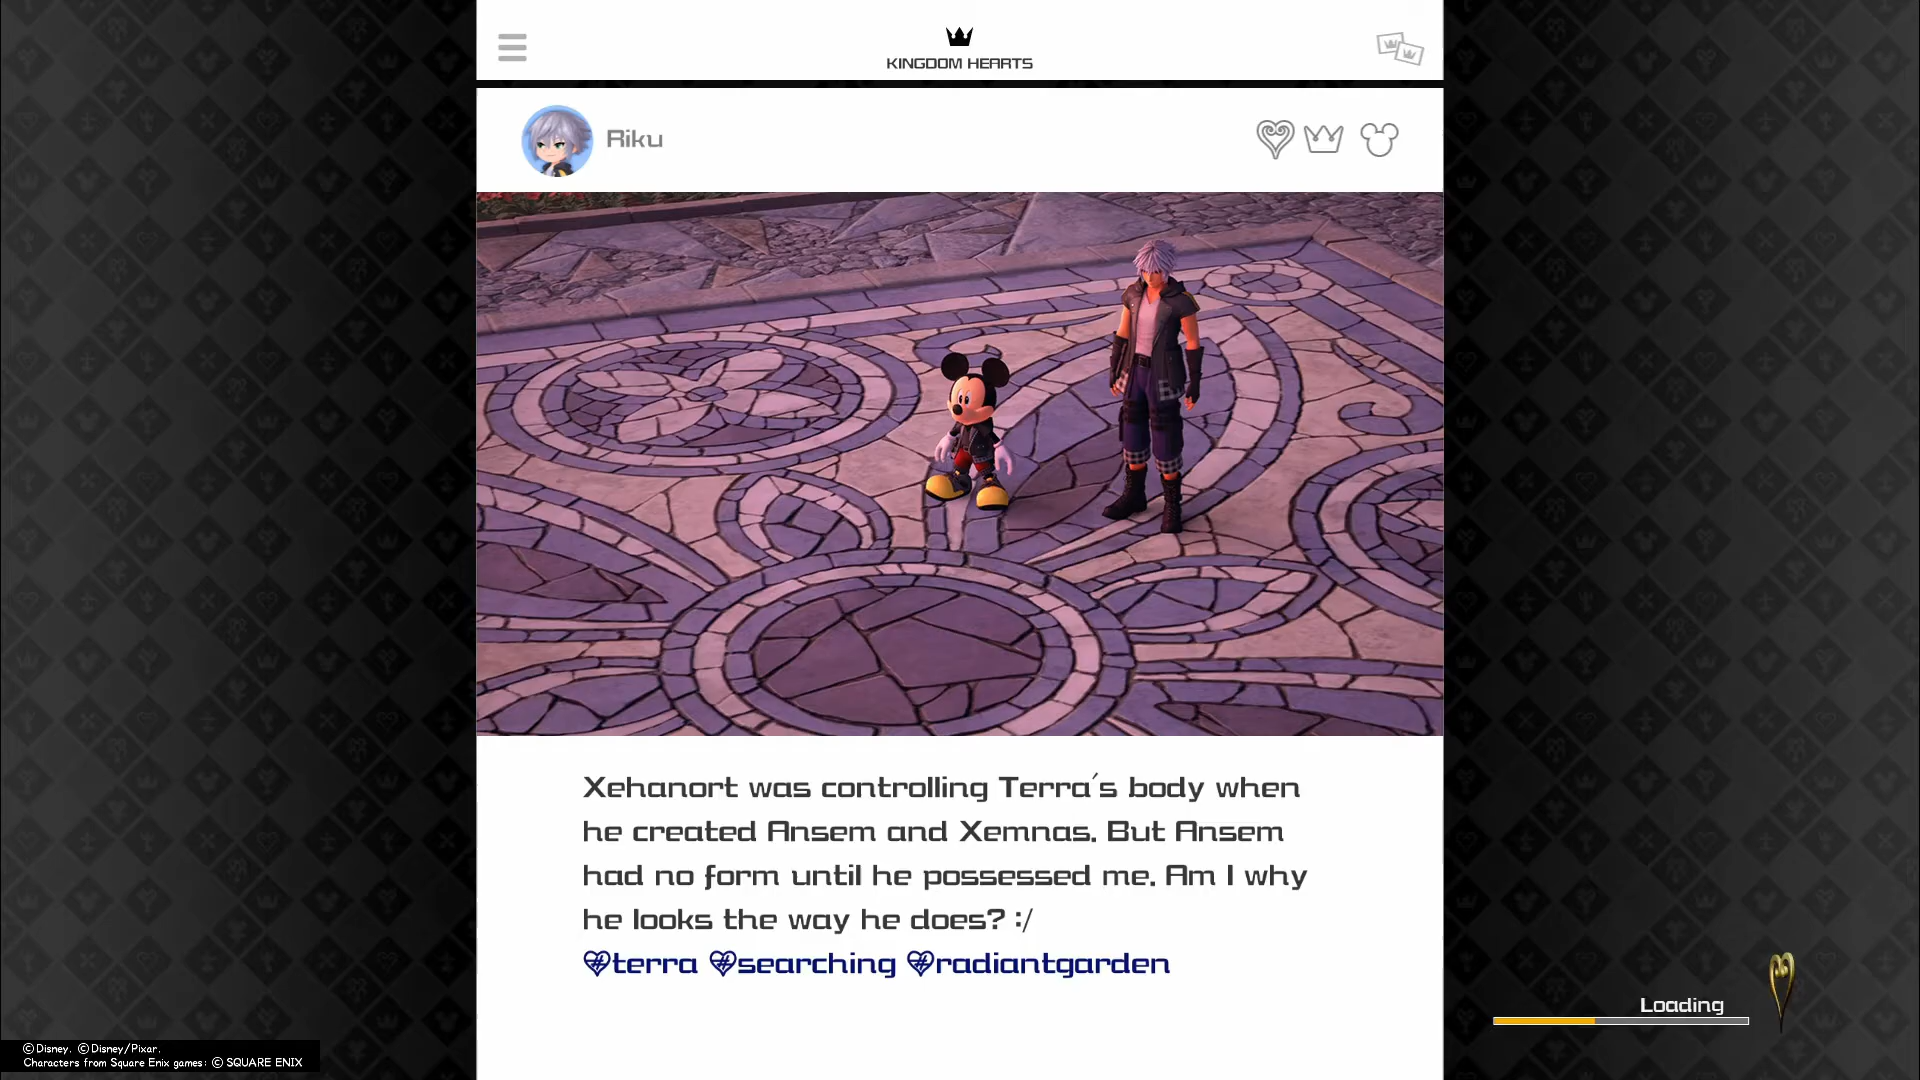 KINGDOM HEARTS
Riku
Xehanort was controlling Terra's body when
he created Ansem and Xemnas. But Ansem
had no form until he possessed me. Am I why
he looks the way he does? :/
#terra #searching #radiantgarden
Loading
©Disney. ©Disney/Pixar.
Characters from Square Enix games: © SQUARE ENIX